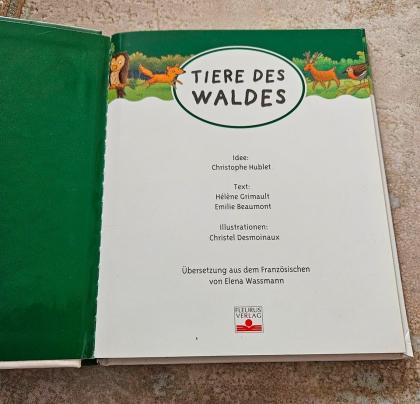 TIERE DES
WALDES
Idee:
Christophe Hublet
Text:
Hélène Grimault
Emilie Beaumont
Illustrationen:
Christel Desmoinaux
Übersetzung aus dem Französischen
von Elena Wassmann
FLEURUS
VERLAG